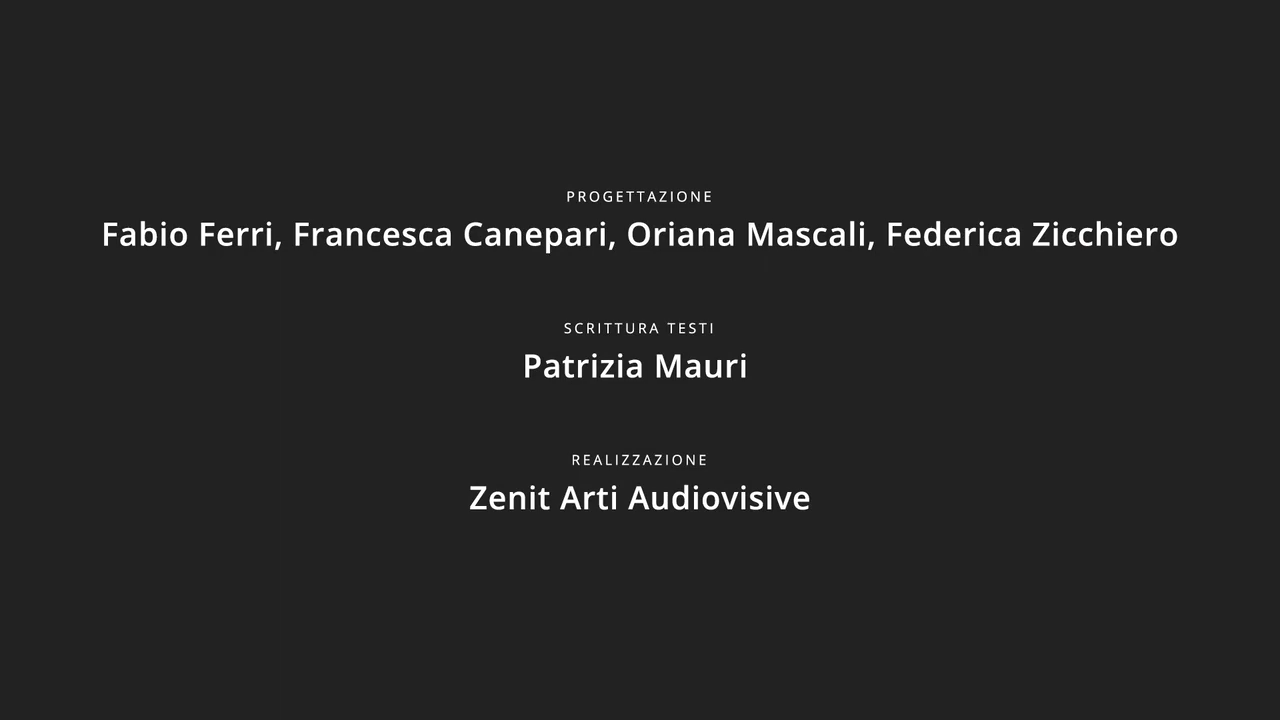 PROGETTAZIONE
Fabio Ferri, Francesca Canepari, Oriana Mascali, Federica Zicchiero
SCRITTURA TESTI
Patrizia Mauri
REALIZZAZIONE
Zenit Arti Audiovisive